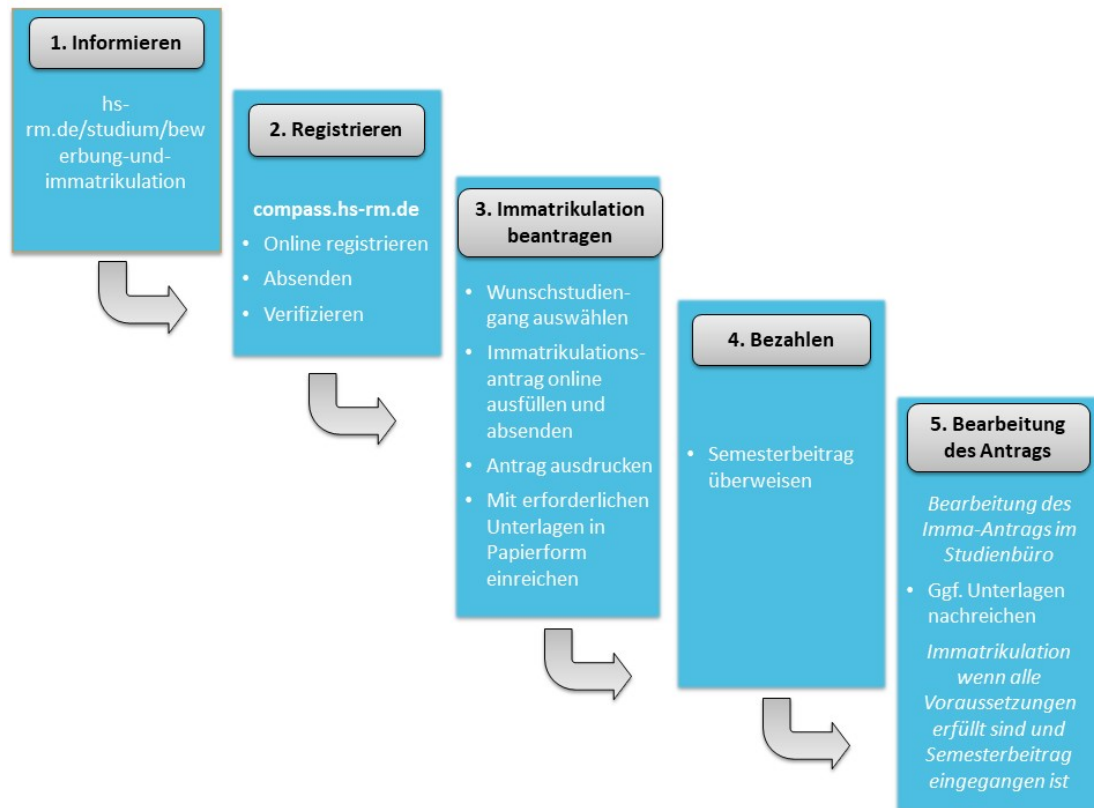 1. Informieren
hs-
rm.de/studium/bew
erbung-und-
immatrikulation
2. Registrieren
compass.hs-rm.de
• Online registrieren
• Absenden
• Verifizieren
3. Immatrikulation
beantragen
• Wunschstudien-
gang auswählen
• Immatrikulations-
antrag online
ausfüllen und
absenden
• Antrag ausdrucken
• Mit erforderlichen
Unterlagen in
Papierform
einreichen
4. Bezahlen
• Semesterbeitrag
überweisen
5. Bearbeitung
des Antrags
Bearbeitung des
Imma-Antrags im
Studienbüro
• Ggf. Unterlagen
nachreichen
Immatrikulation
wenn alle
Voraussetzungen
erfüllt sind und
Semesterbeitrag
eingegangen ist